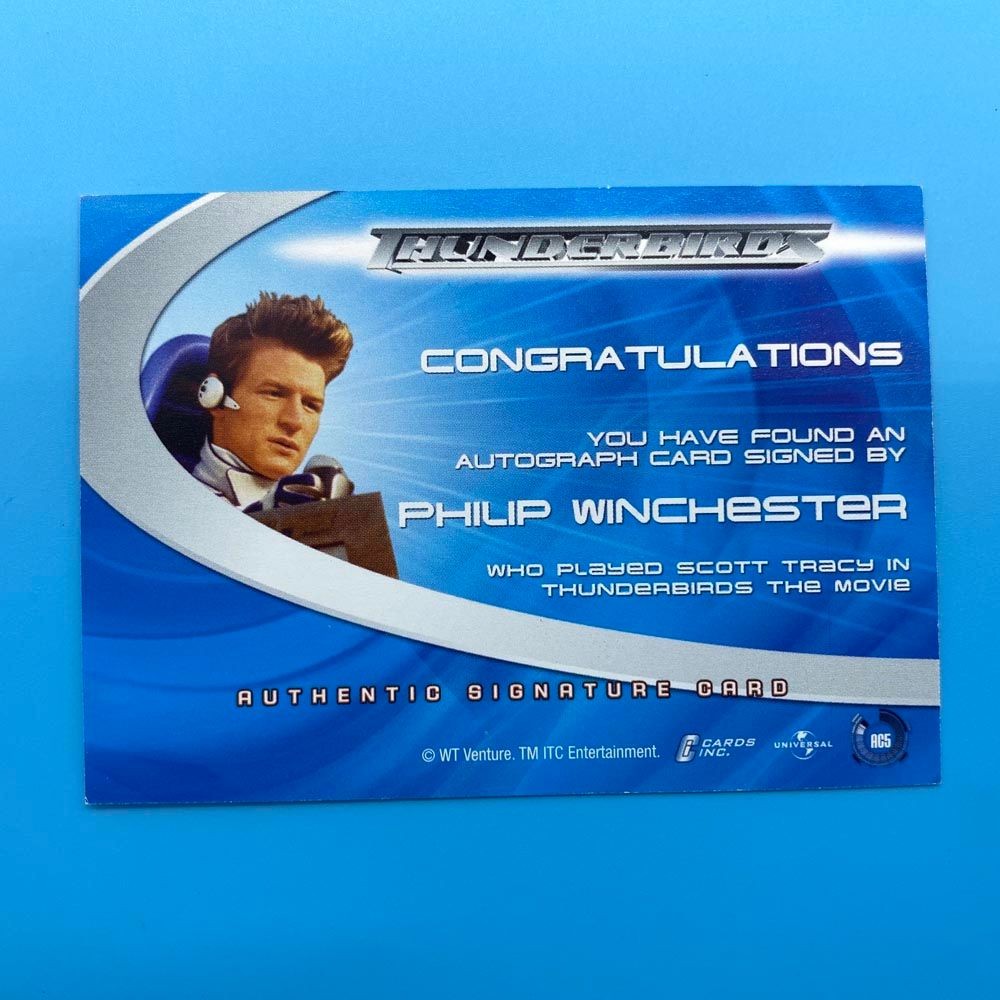 THUNDERBIRDS
CONGRATULATIONS
YOU HAVE FOUND AN
AUTOGRAPH CARD SIGNED BY
PHILIP WINCHESTER
WHO PLAYED SCOTT TRACY IN
THUNDERBIRDS THE MOVIE
AUTHENTIC SIGNATURE CARD
© WT Venture. TM ITC Entertainment.
CARDS
INC.
UNIVERSAL
AC5